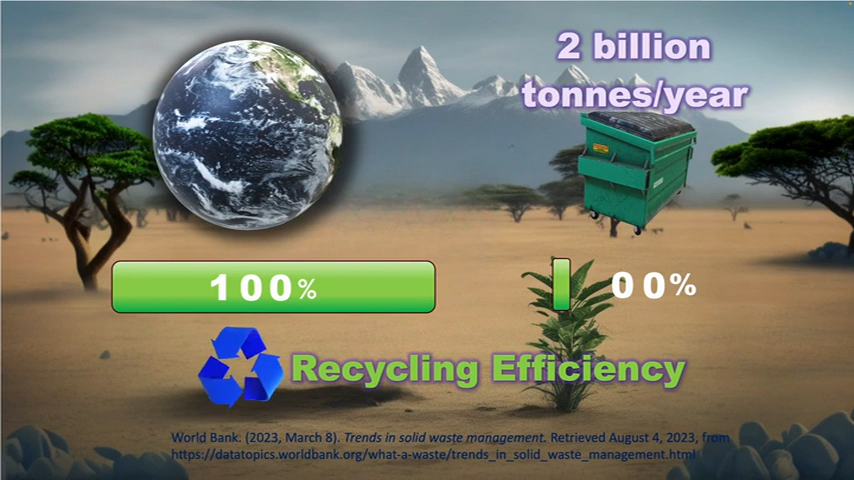 2 billion
tonnes/year
100%
00%
Recycling Efficiency
World Bank. (2023, March 8). Trends in solid waste management. Retrieved August 4, 2023, from
https://datatopics.worldbank.org/what-a-waste/trends_in_solid_waste_management.html